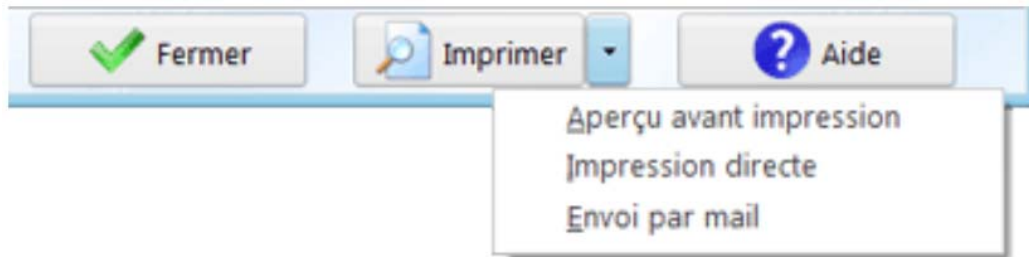 Fermer Imprimer ? Aide
Aperçu avant impression
Impression directe
Envoi par mail